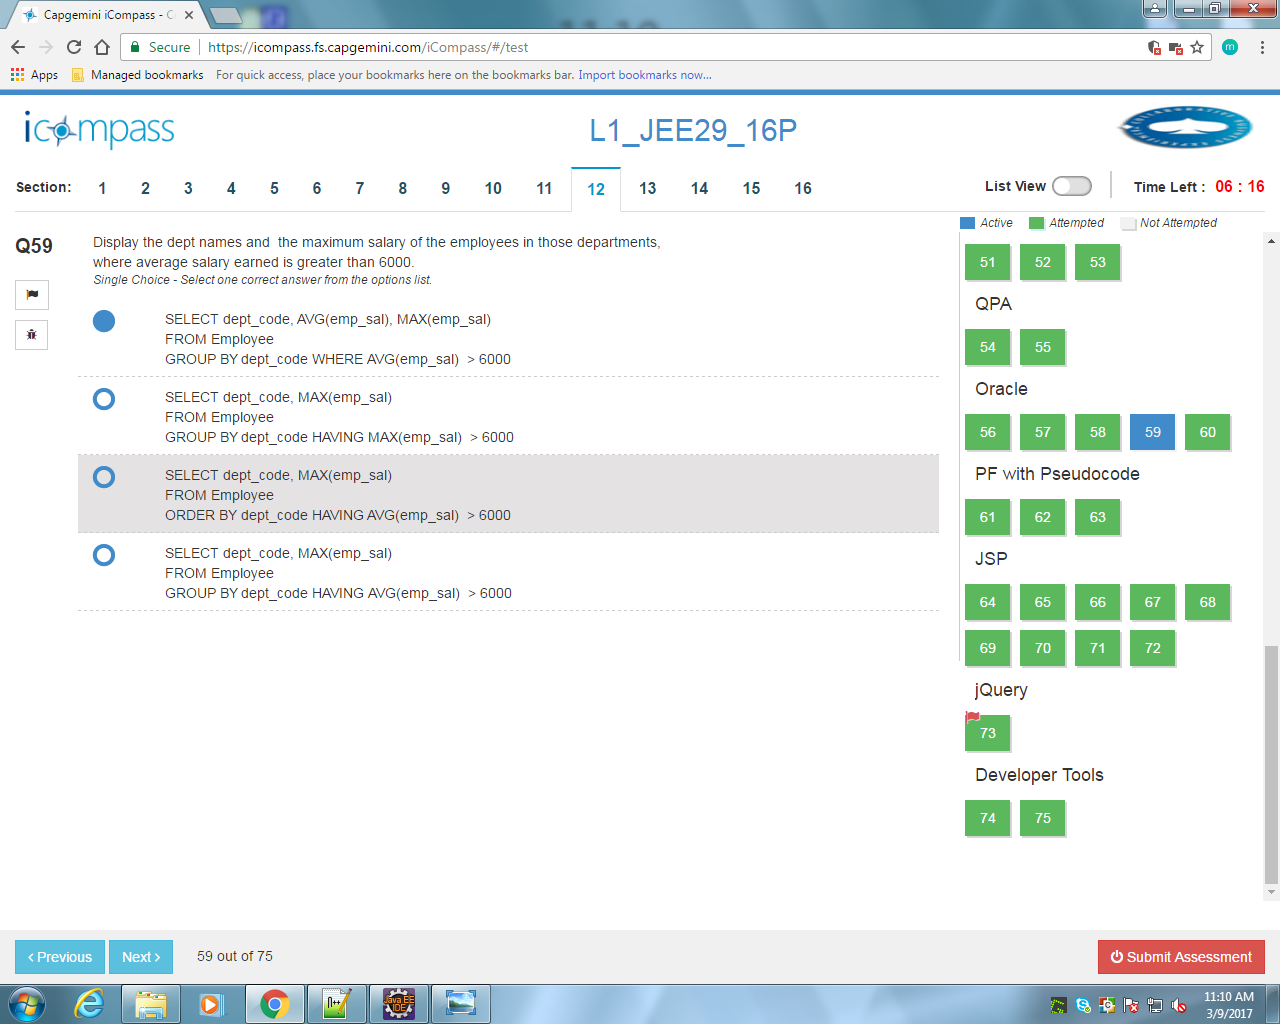 Capgemini iCompass - C
Secure
https://icompass.fs.capgemini.com/iCompass/#/test
m
Apps
Managed bookmarks
For quick access, place your bookmarks here on the bookmarks bar. Import bookmarks now...
icompass
L1_JEE29_16P
Section: 1 2 3 4 5 6 7 8 9 10 11 12 13 14 15 16
List View
Time Left : 06 : 16
Active Attempted Not Attempted
Q59
Display the dept names and  the maximum salary of the employees in those departments,
where average salary earned is greater than 6000.
Single Choice - Select one correct answer from the options list.
SELECT dept_code, AVG(emp_sal), MAX(emp_sal)
FROM Employee
GROUP BY dept_code WHERE AVG(emp_sal)  > 6000
SELECT dept_code, MAX(emp_sal)
FROM Employee
GROUP BY dept_code HAVING MAX(emp_sal)  > 6000
SELECT dept_code, MAX(emp_sal)
FROM Employee
ORDER BY dept_code HAVING AVG(emp_sal)  > 6000
SELECT dept_code, MAX(emp_sal)
FROM Employee
GROUP BY dept_code HAVING AVG(emp_sal)  > 6000
51 52 53
QPA
54 55
Oracle
56 57 58 59 60
PF with Pseudocode
61 62 63
JSP
64 65 66 67 68
69 70 71 72
jQuery
73
Developer Tools
74 75
‹ Previous
Next ›
59 out of 75
Submit Assessment
Java EE
IDE
11:10 AM
3/9/2017